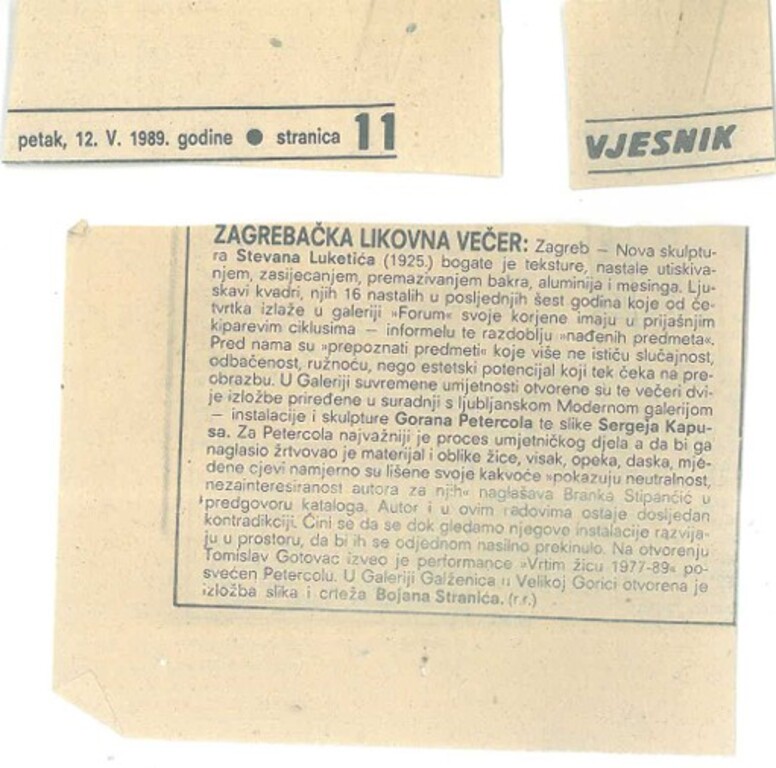 petak, 12. V. 1989. godine ● stranica 11
VJESNIK
ZAGREBAČKA LIKOVNA VEČER: Zagreb – Nova skulptu-
ra Stevana Luketića (1925.) bogate je teksture, nastale utiskiva-
njem, zasijecanjem, premazivanjem bakra, aluminija i mesinga. Lju-
skavi kvadri, njih 16 nastalih u posljednjih šest godina koje od če-
tvrtka izlaže u galeriji »Forum« svoje korjene imaju u prijašnjim
kiparevim ciklusima – informelu te razdoblju »nađenih predmeta«.
Pred nama su »prepoznati predmeti« koje više ne ističu slučajnost,
odbačenost, ružnoću, nego estetski potencijal koji tek čeka na pre-
obrazbu. U Galeriji suvremene umjetnosti otvorene su te večeri dvi-
je izložbe priređene u suradnji s ljubljanskom Modernom galerijom
– instalacije i skulpture Gorana Petercola te slike Sergeja Kapu-
sa. Za Petercola najvažniji je proces umjetničkog djela a da bi ga
naglasio žrtvovao je materijal i oblike žice, visak, opeka, daska, mje-
dene cjevi namjerno su lišene svoje kakvoće »pokazuju neutralnost,
nezainteresiranost autora za njih« naglašava Branka Stipančić u
predgovoru kataloga. Autor i u ovim radovima ostaje dosljedan
kontradikciji. Čini se da se dok gledamo njegove instalacije razvija-
ju u prostoru, da bi ih se odjednom nasilno prekinulo. Na otvorenju
Tomislav Gotovac izveo je performance »Vrtim žicu 1977-89« po-
svećen Petercolu. U Galeriji Galženica u Velikoj Gorici otvorena je
izložba slika i crteža Bojana Stranića. (r.r.)